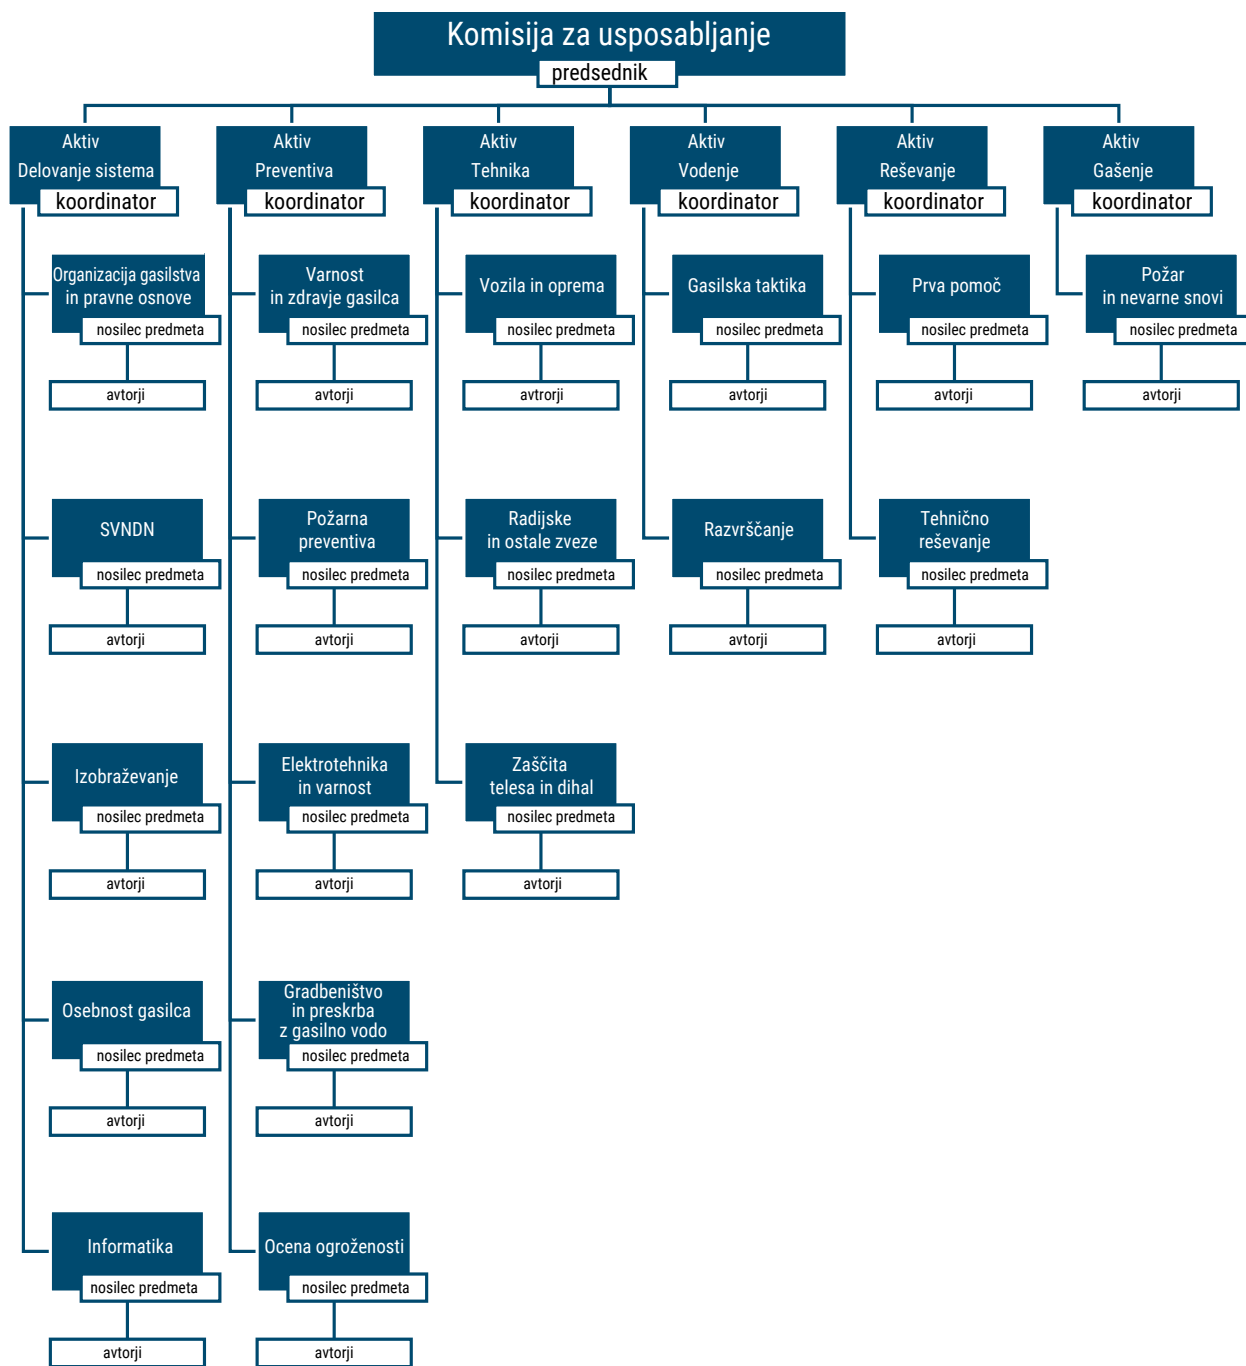 Komisija za usposabljanje
predsednik
Aktiv
Delovanje sistema
koordinator
Aktiv
Preventiva
koordinator
Aktiv
Tehnika
koordinator
Aktiv
Vodenje
koordinator
Aktiv
Reševanje
koordinator
Aktiv
Gašenje
koordinator
Organizacija gasilstva
in pravne osnove
nosilec predmeta
avtorji
Varnost
in zdravje gasilca
nosilec predmeta
avtorji
Vozila in oprema
nosilec predmeta
avtrorji
Gasilska taktika
nosilec predmeta
avtorji
Prva pomoč
nosilec predmeta
avtorji
Požar
in nevarne snovi
nosilec predmeta
avtorji
SVNDN
nosilec predmeta
avtorji
Požarna
preventiva
nosilec predmeta
avtorji
Radijske
in ostale zveze
nosilec predmeta
avtorji
Razvrščanje
nosilec predmeta
avtorji
Tehnično
reševanje
nosilec predmeta
avtorji
Izobraževanje
nosilec predmeta
avtorji
Elektrotehnika
in varnost
nosilec predmeta
avtorji
Zaščita
telesa in dihal
nosilec predmeta
avtorji
Osebnost gasilca
nosilec predmeta
avtorji
Gradbeništvo
in preskrba
z gasilno vodo
nosilec predmeta
avtorji
Informatika
nosilec predmeta
avtorji
Ocena ogroženosti
nosilec predmeta
avtorji